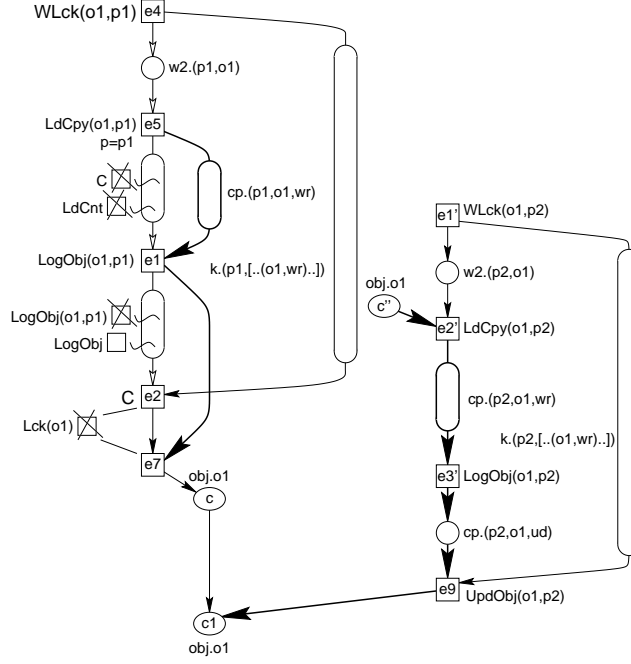 WLck(o1,p1)
e4
w2.(p1,o1)
LdCpy(o1,p1)
e5
p=p1
C
LdCnt
cp.(p1,o1,wr)
LogObj(o1,p1)
e1
k.(p1,[..(o1,wr)..])
LogObj(o1,p1)
LogObj
C
e2
Lck(o1)
e7
obj.o1
c
c1
obj.o1
e1'
WLck(o1,p2)
w2.(p2,o1)
obj.o1
c''
e2'
LdCpy(o1,p2)
cp.(p2,o1,wr)
k.(p2,[..(o1,wr)..])
e3'
LogObj(o1,p2)
cp.(p2,o1,ud)
e9
UpdObj(o1,p2)